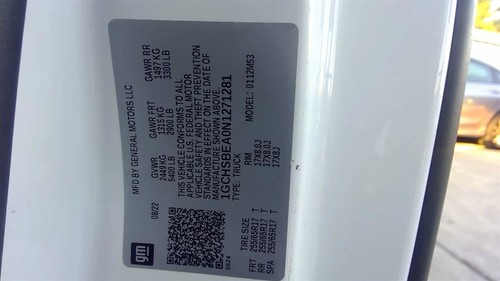 MFD BY GENERAL MOTORS LLC
08/22
GVWR GAWR FRT GAWR RR
2449 KG 1315 KG 1497 KG
5400 LB 2900 LB 3300 LB
THIS VEHICLE CONFORMS TO ALL
APPLICABLE U.S. FEDERAL MOTOR
VEHICLE SAFETY AND THEFT PREVENTION
STANDARDS IN EFFECT ON THE DATE OF
MANUFACTURE SHOWN ABOVE.
1GCHSBEA0N1271281
TYPE: TRUCK MODEL: 0112M53
gm
8624
TIRE SIZE RIM
FRT 255/65R17 T 17X8.0J
RR 255/65R17 T 17X8.0J
SPA 255/65R17 T 17X8J